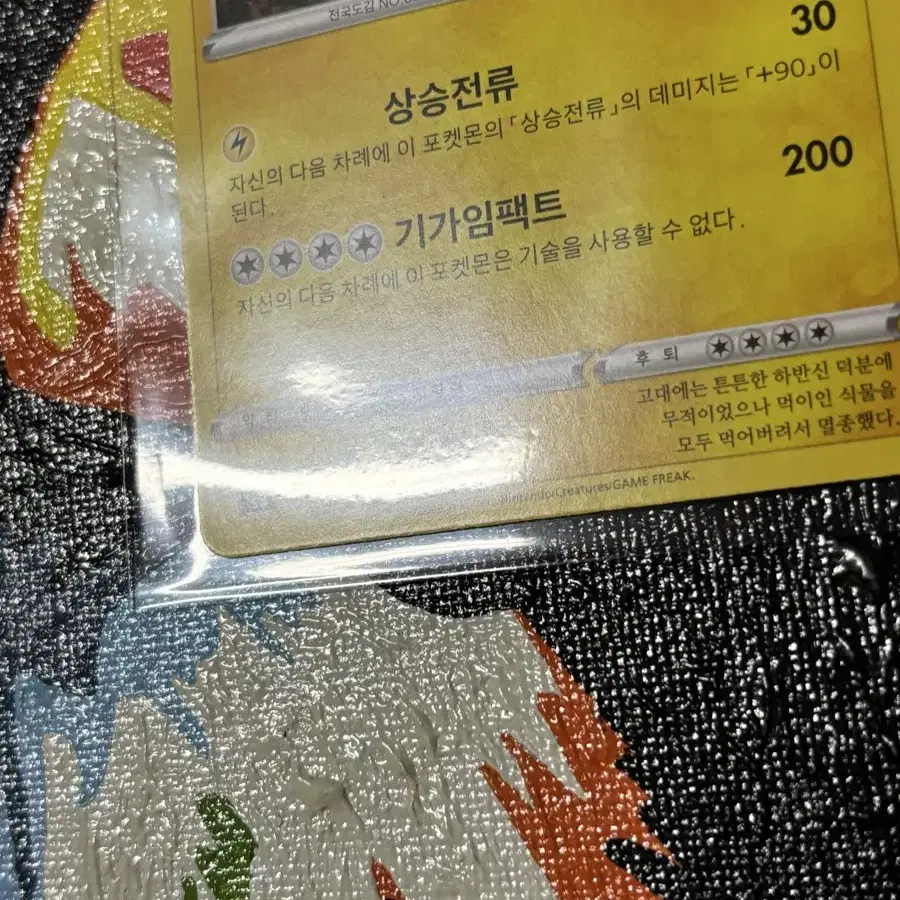 전국도감 NO.
30
상승전류
자신의 다음 차례에 이 포켓몬의 「상승전류」의 데미지는 「+90」이
된다.
200
기가임팩트
자신의 다음 차례에 이 포켓몬은 기술을 사용할 수 없다.
후퇴
고대에는 튼튼한 하반신 덕분에
무적이었으나 먹이인 식물을
모두 먹어버려서 멸종했다.
Nintendo/Creatures/GAME FREAK.